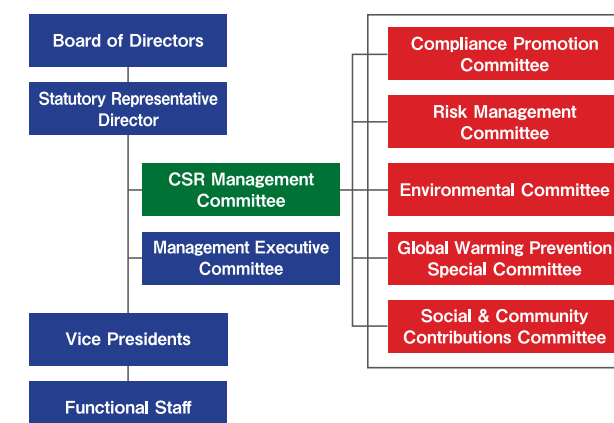 Board of Directors
Statutory Representative
Director
CSR Management
Committee
Management Executive
Committee
Vice Presidents
Functional Staff
Compliance Promotion
Committee
Risk Management
Committee
Environmental Committee
Global Warming Prevention
Special Committee
Social & Community
Contributions Committee